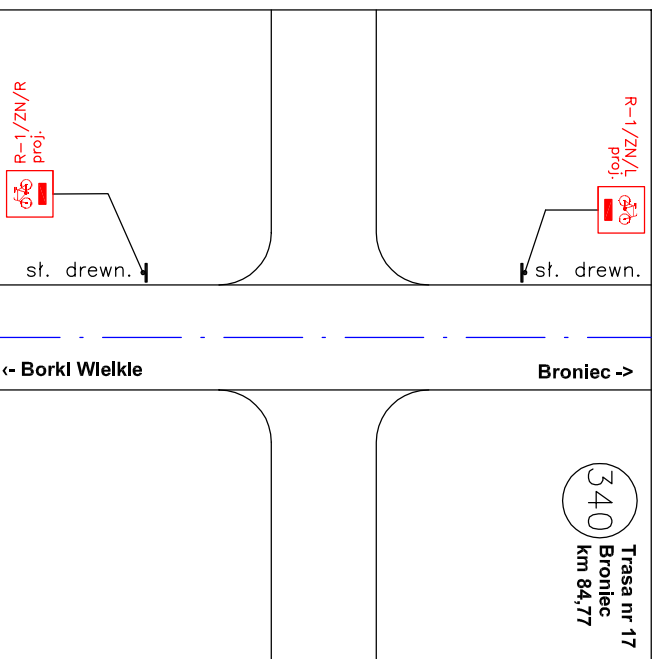 R-1/ZN/R
proj.
R-1/ZN/L
proj.
sł. drewn.
sł. drewn.
<- Borki Wielkie
Broniec ->
340
Trasa nr 17
Broniec
km 84,77